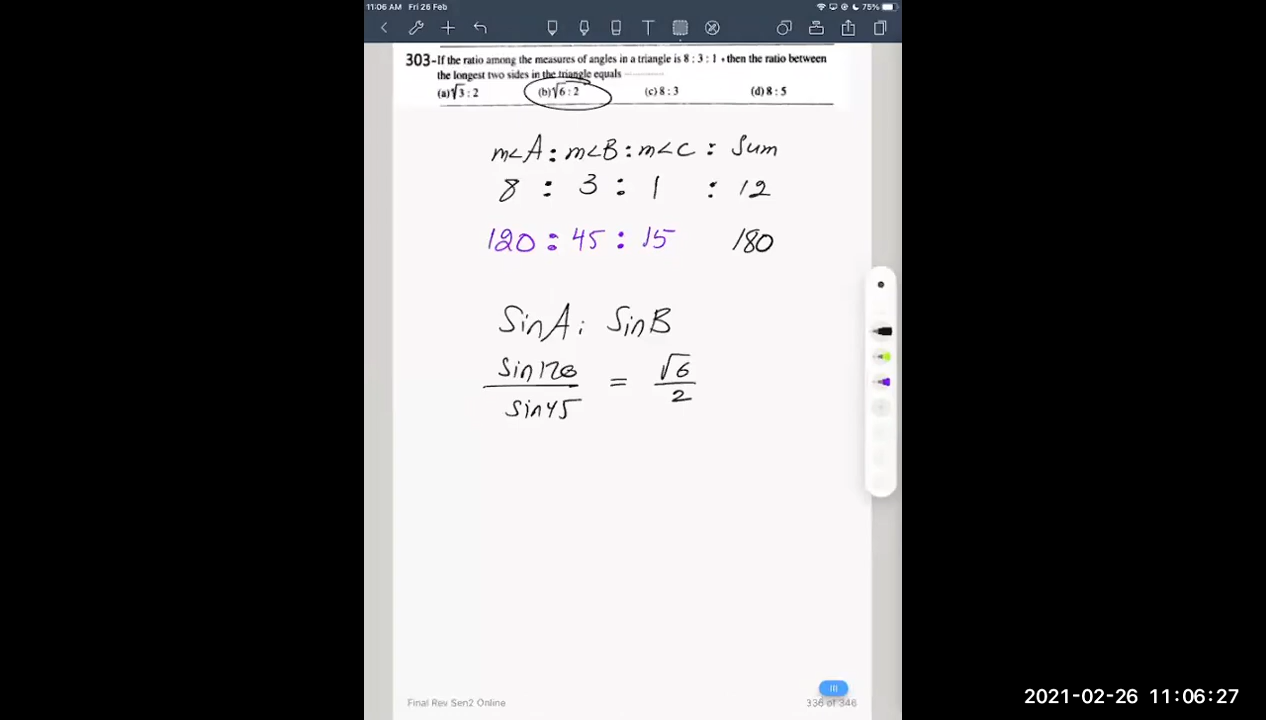 11:06 AM Fri 26 Feb 75%
303-If the ratio among the measures of angles in a triangle is 8 : 3 : 1 , then the ratio between
the longest two sides in the triangle equals ............
(a) √3 : 2 (b) √6 : 2 (c) 8 : 3 (d) 8 : 5
m<A : m<B : m<C : Sum
8 : 3 : 1 : 12
120 : 45 : 15 180
SinA : SinB
sin120 / sin45 = √6 / 2
Final Rev Sen2 Online 336 of 346
2021-02-26 11:06:27